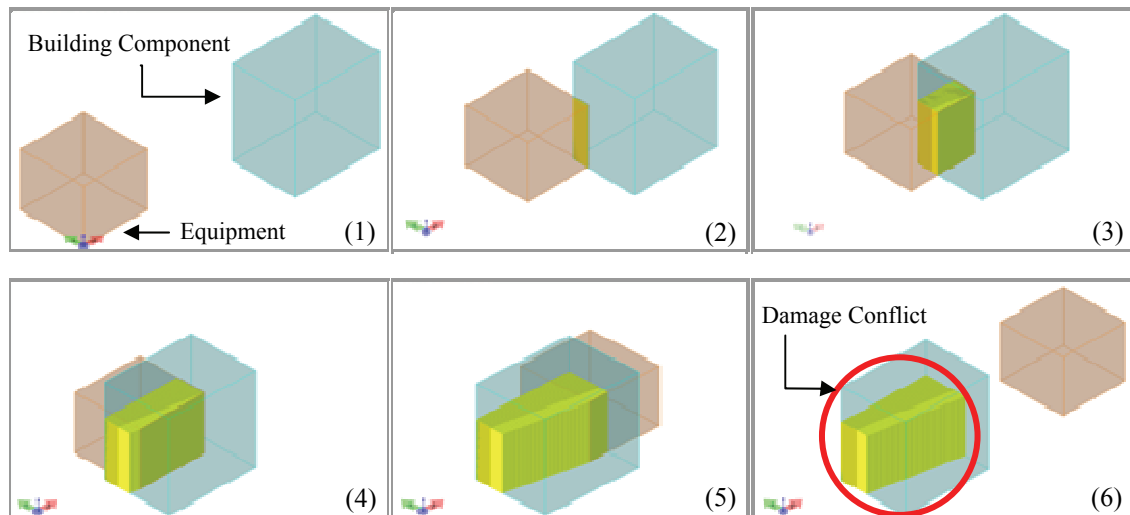 Building Component
Equipment
(1)
(2)
(3)
(4)
(5)
Damage Conflict
(6)